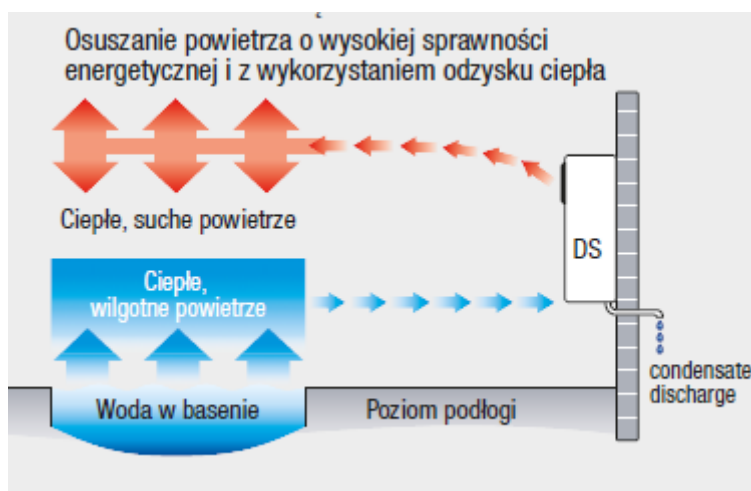 Osuszanie powietrza o wysokiej sprawności
energetycznej i z wykorzystaniem odzysku ciepła
Ciepłe, suche powietrze
DS
Ciepłe,
wilgotne powietrze
condensate
discharge
Woda w basenie
Poziom podłogi